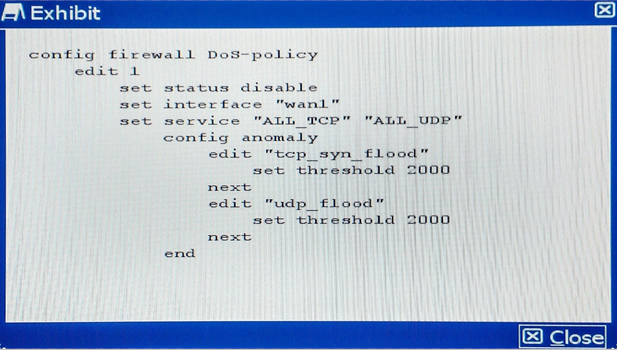 Exhibit
config firewall DoS-policy
edit 1
set status disable
set interface "wan1"
set service "ALL_TCP" "ALL_UDP"
config anomaly
edit "tcp_syn_flood"
set threshold 2000
next
edit "udp_flood"
set threshold 2000
next
end
Close